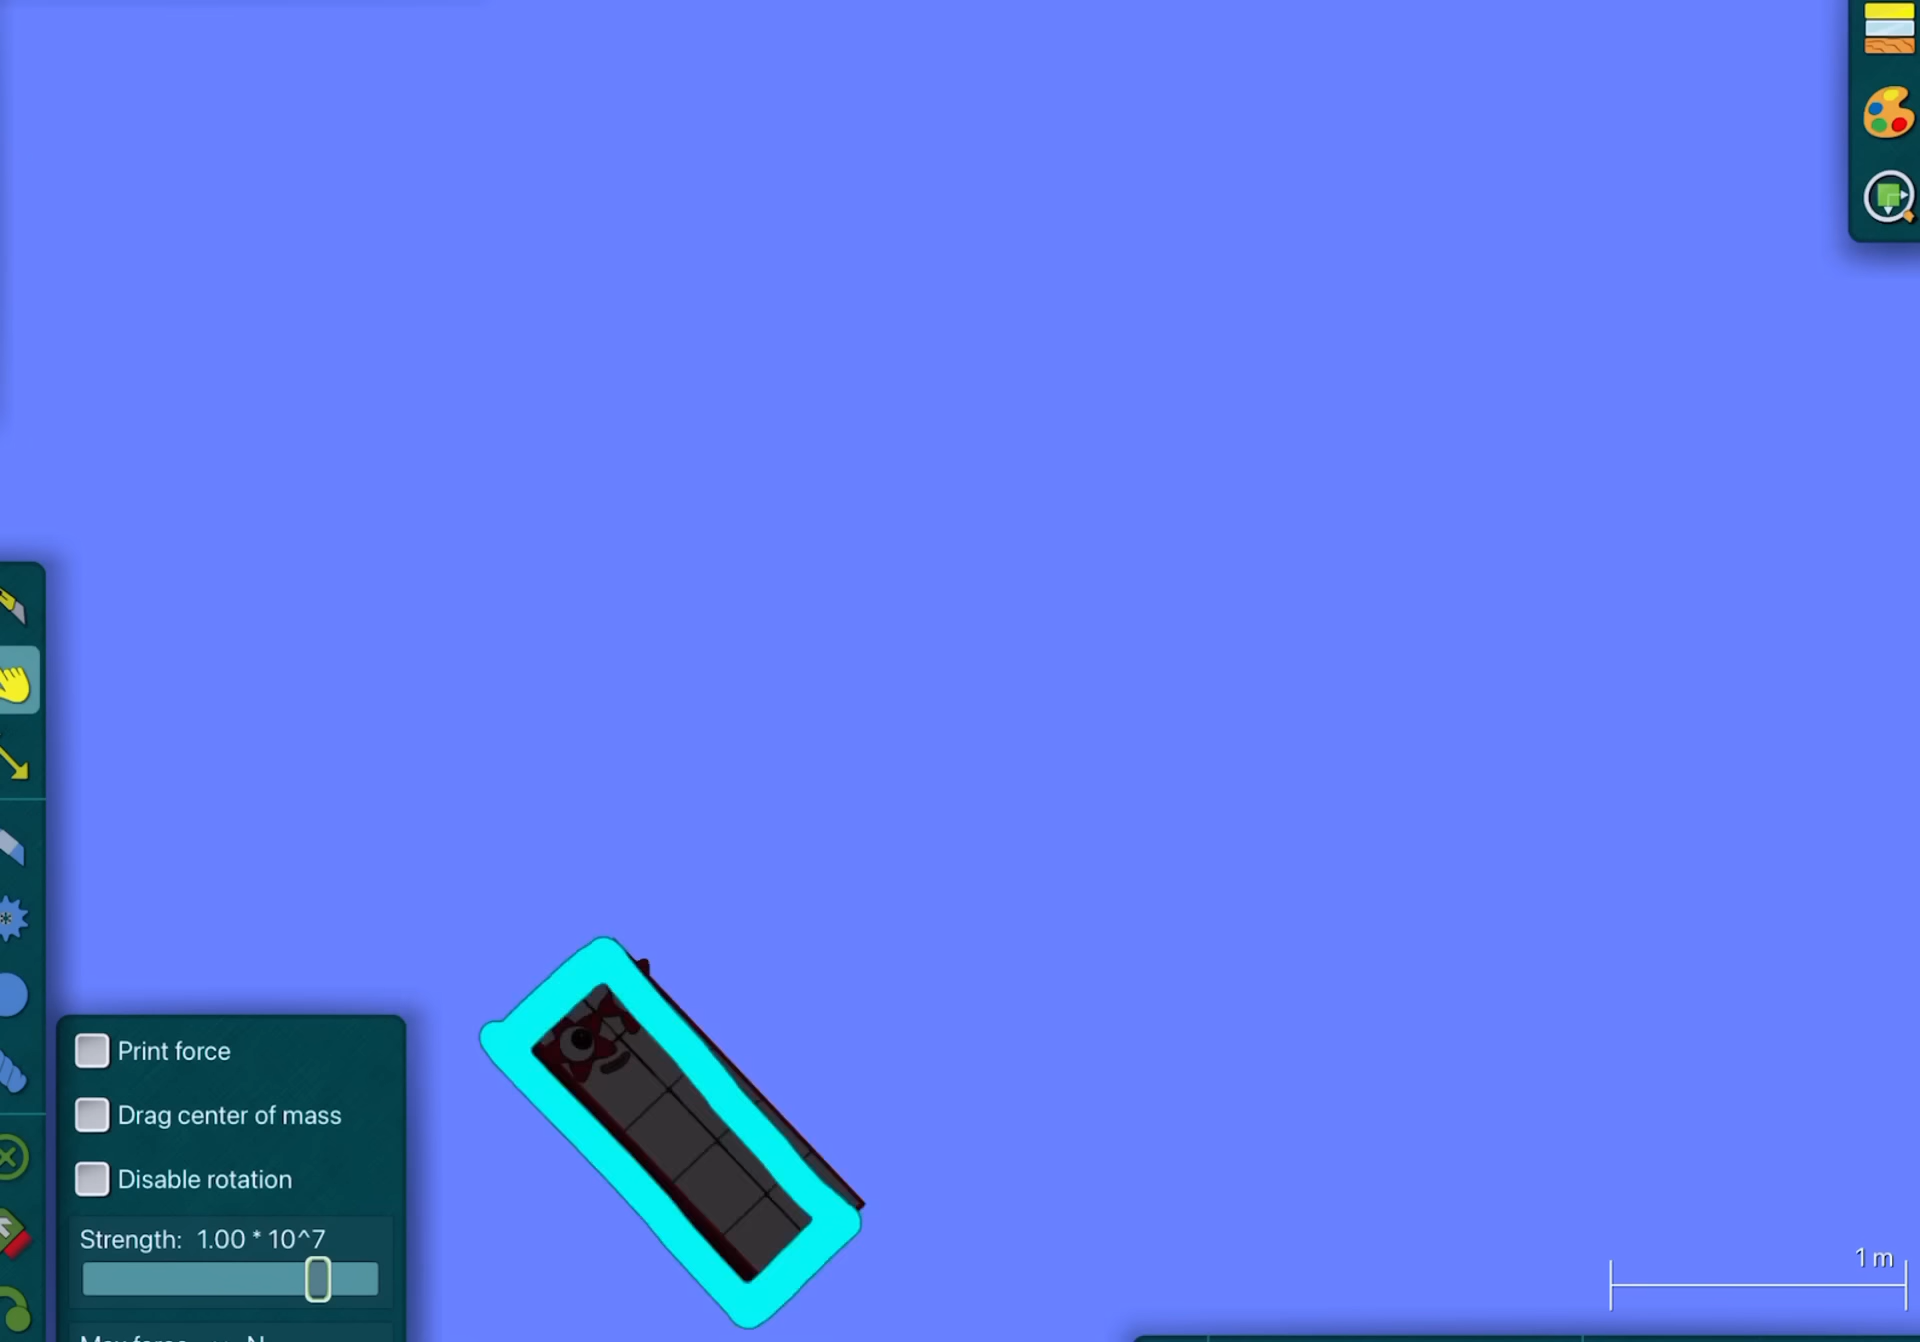 Print force
Drag center of mass
Disable rotation
Strength: 1.00 * 10^7
1 m